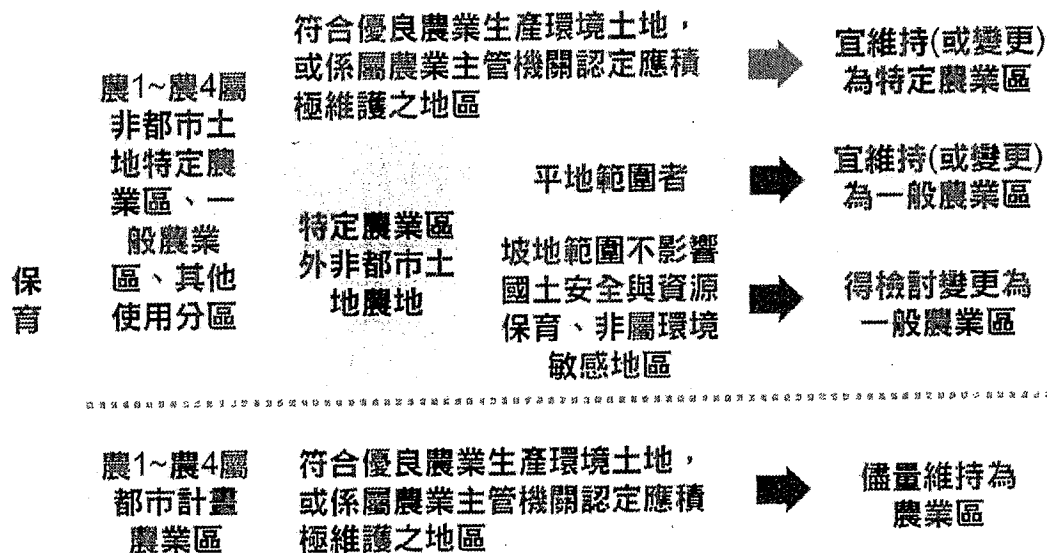 保
育
農1~農4屬
非都市土
地特定農
業區、一
般農業
區、其他
使用分區
符合優良農業生產環境土地，
或係屬農業主管機關認定應積
極維護之地區
宜維持(或變更)
為特定農業區
特定農業區
外非都市土
地農地
平地範圍者
宜維持(或變更)
為一般農業區
坡地範圍不影響
國土安全與資源
保育、非屬環境
敏感地區
得檢討變更為
一般農業區
農1~農4屬
都市計畫
農業區
符合優良農業生產環境土地，
或係屬農業主管機關認定應積
極維護之地區
儘量維持為
農業區